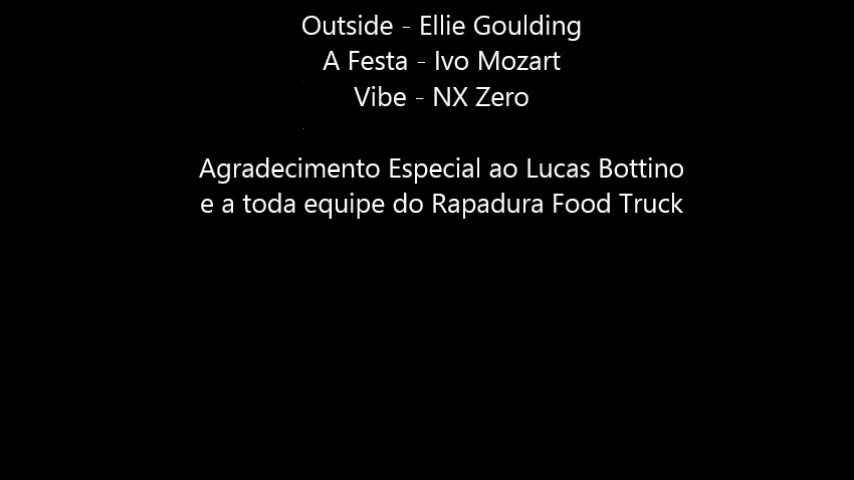 Outside - Ellie Goulding
A Festa - Ivo Mozart
Vibe - NX Zero
Agradecimento Especial ao Lucas Bottino
e a toda equipe do Rapadura Food Truck